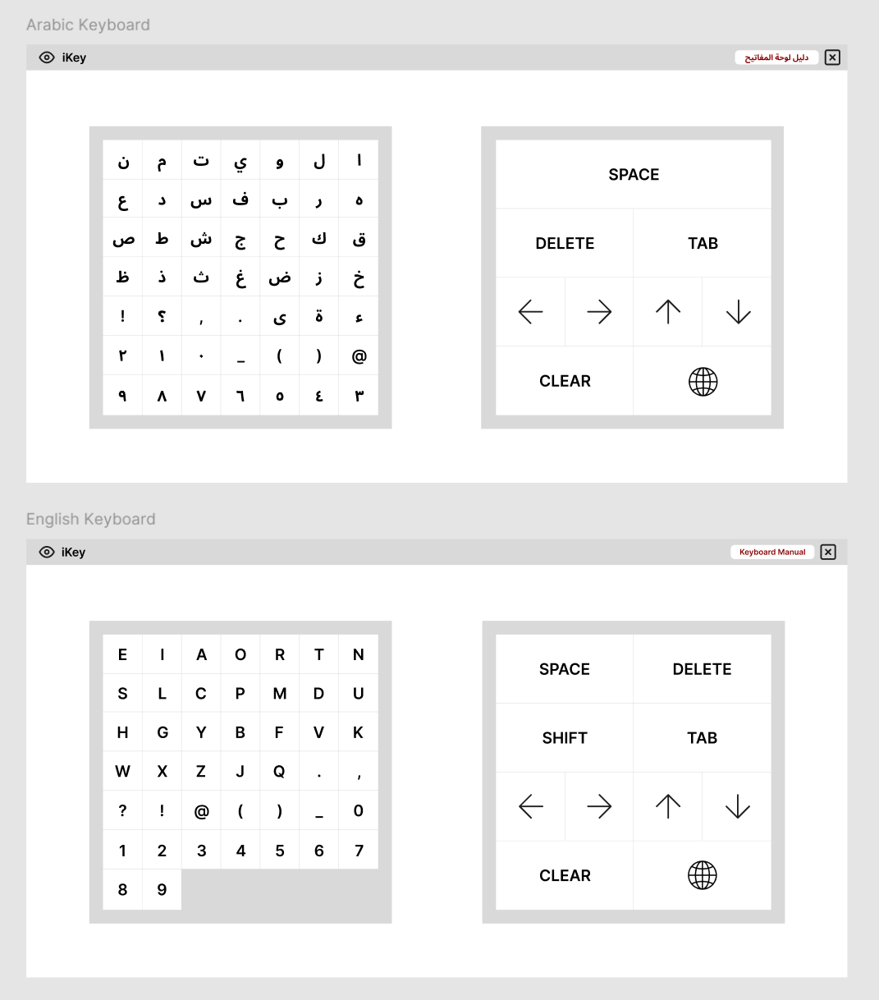 Arabic Keyboard
iKey
دليل لوحة المفاتيح
ا ل و ي ت م ن
ه ر ب ف س د ع
ق ك ح ج ش ط ص
خ ز ض غ ث ذ ظ
ء ة ى . , ؟ !
@ ) ( _ ٠ ١ ٢
٣ ٤ ٥ ٦ ٧ ٨ ٩
SPACE
DELETE TAB
← → ↑ ↓
CLEAR
English Keyboard
iKey
Keyboard Manual
E I A O R T N
S L C P M D U
H G Y B F V K
W X Z J Q . ,
? ! @ ( ) _ 0
1 2 3 4 5 6 7
8 9
SPACE DELETE
SHIFT TAB
← → ↑ ↓
CLEAR